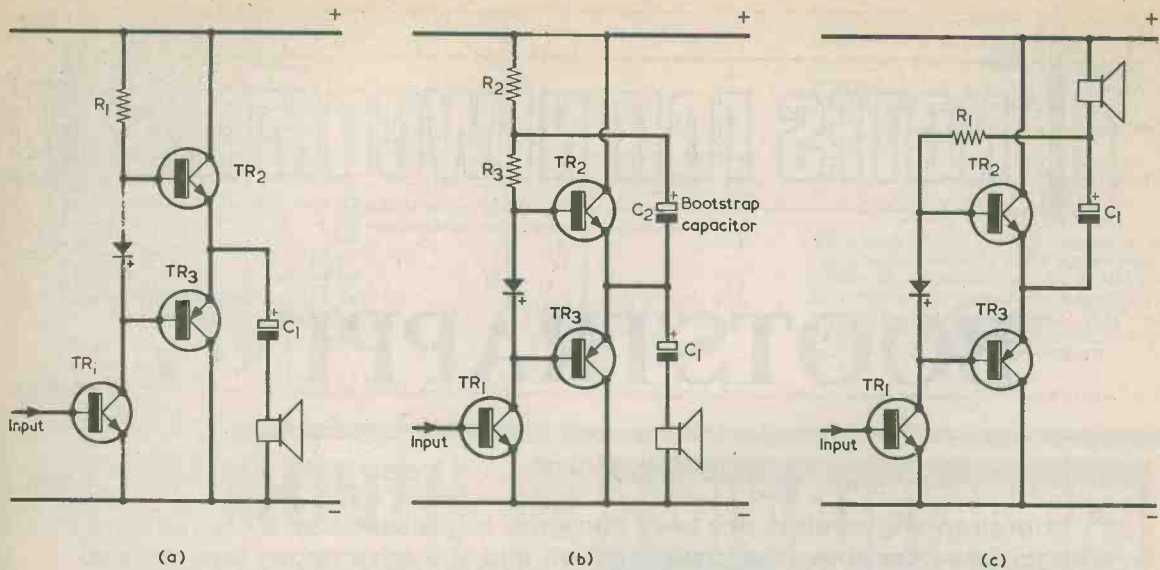 +
R1
TR2
TR3
C1
TR1
Input
−
(a)
+
R2
R3
TR2
C2
Bootstrap
capacitor
TR3
C1
TR1
Input
−
(b)
+
R1
TR2
C1
TR3
TR1
Input
−
(c)